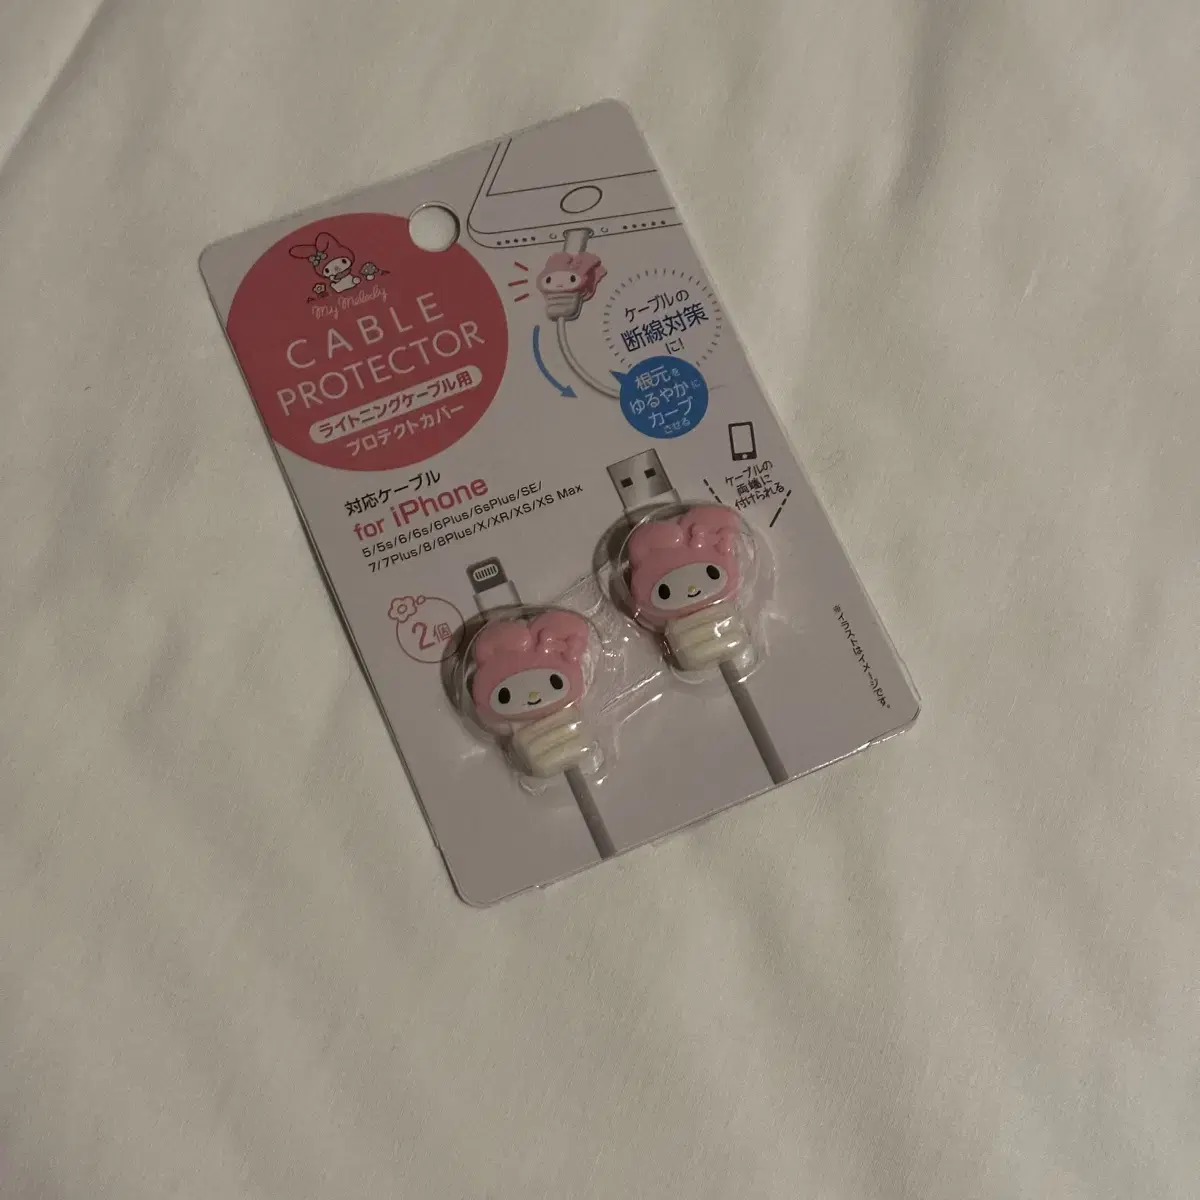 My Melody
CABLE
PROTECTOR
ライトニングケーブル用
プロテクトカバー
ケーブルの
断線対策
に!
根元を
ゆるやかに
カーブ
させる
対応ケーブル
for iPhone
5/5s/6/6s/6Plus/6sPlus/SE/
7/7Plus/8/8Plus/X/XR/XS/XS Max
ケーブルの
両端に
付けられる
2個
※イラストはイメージです。